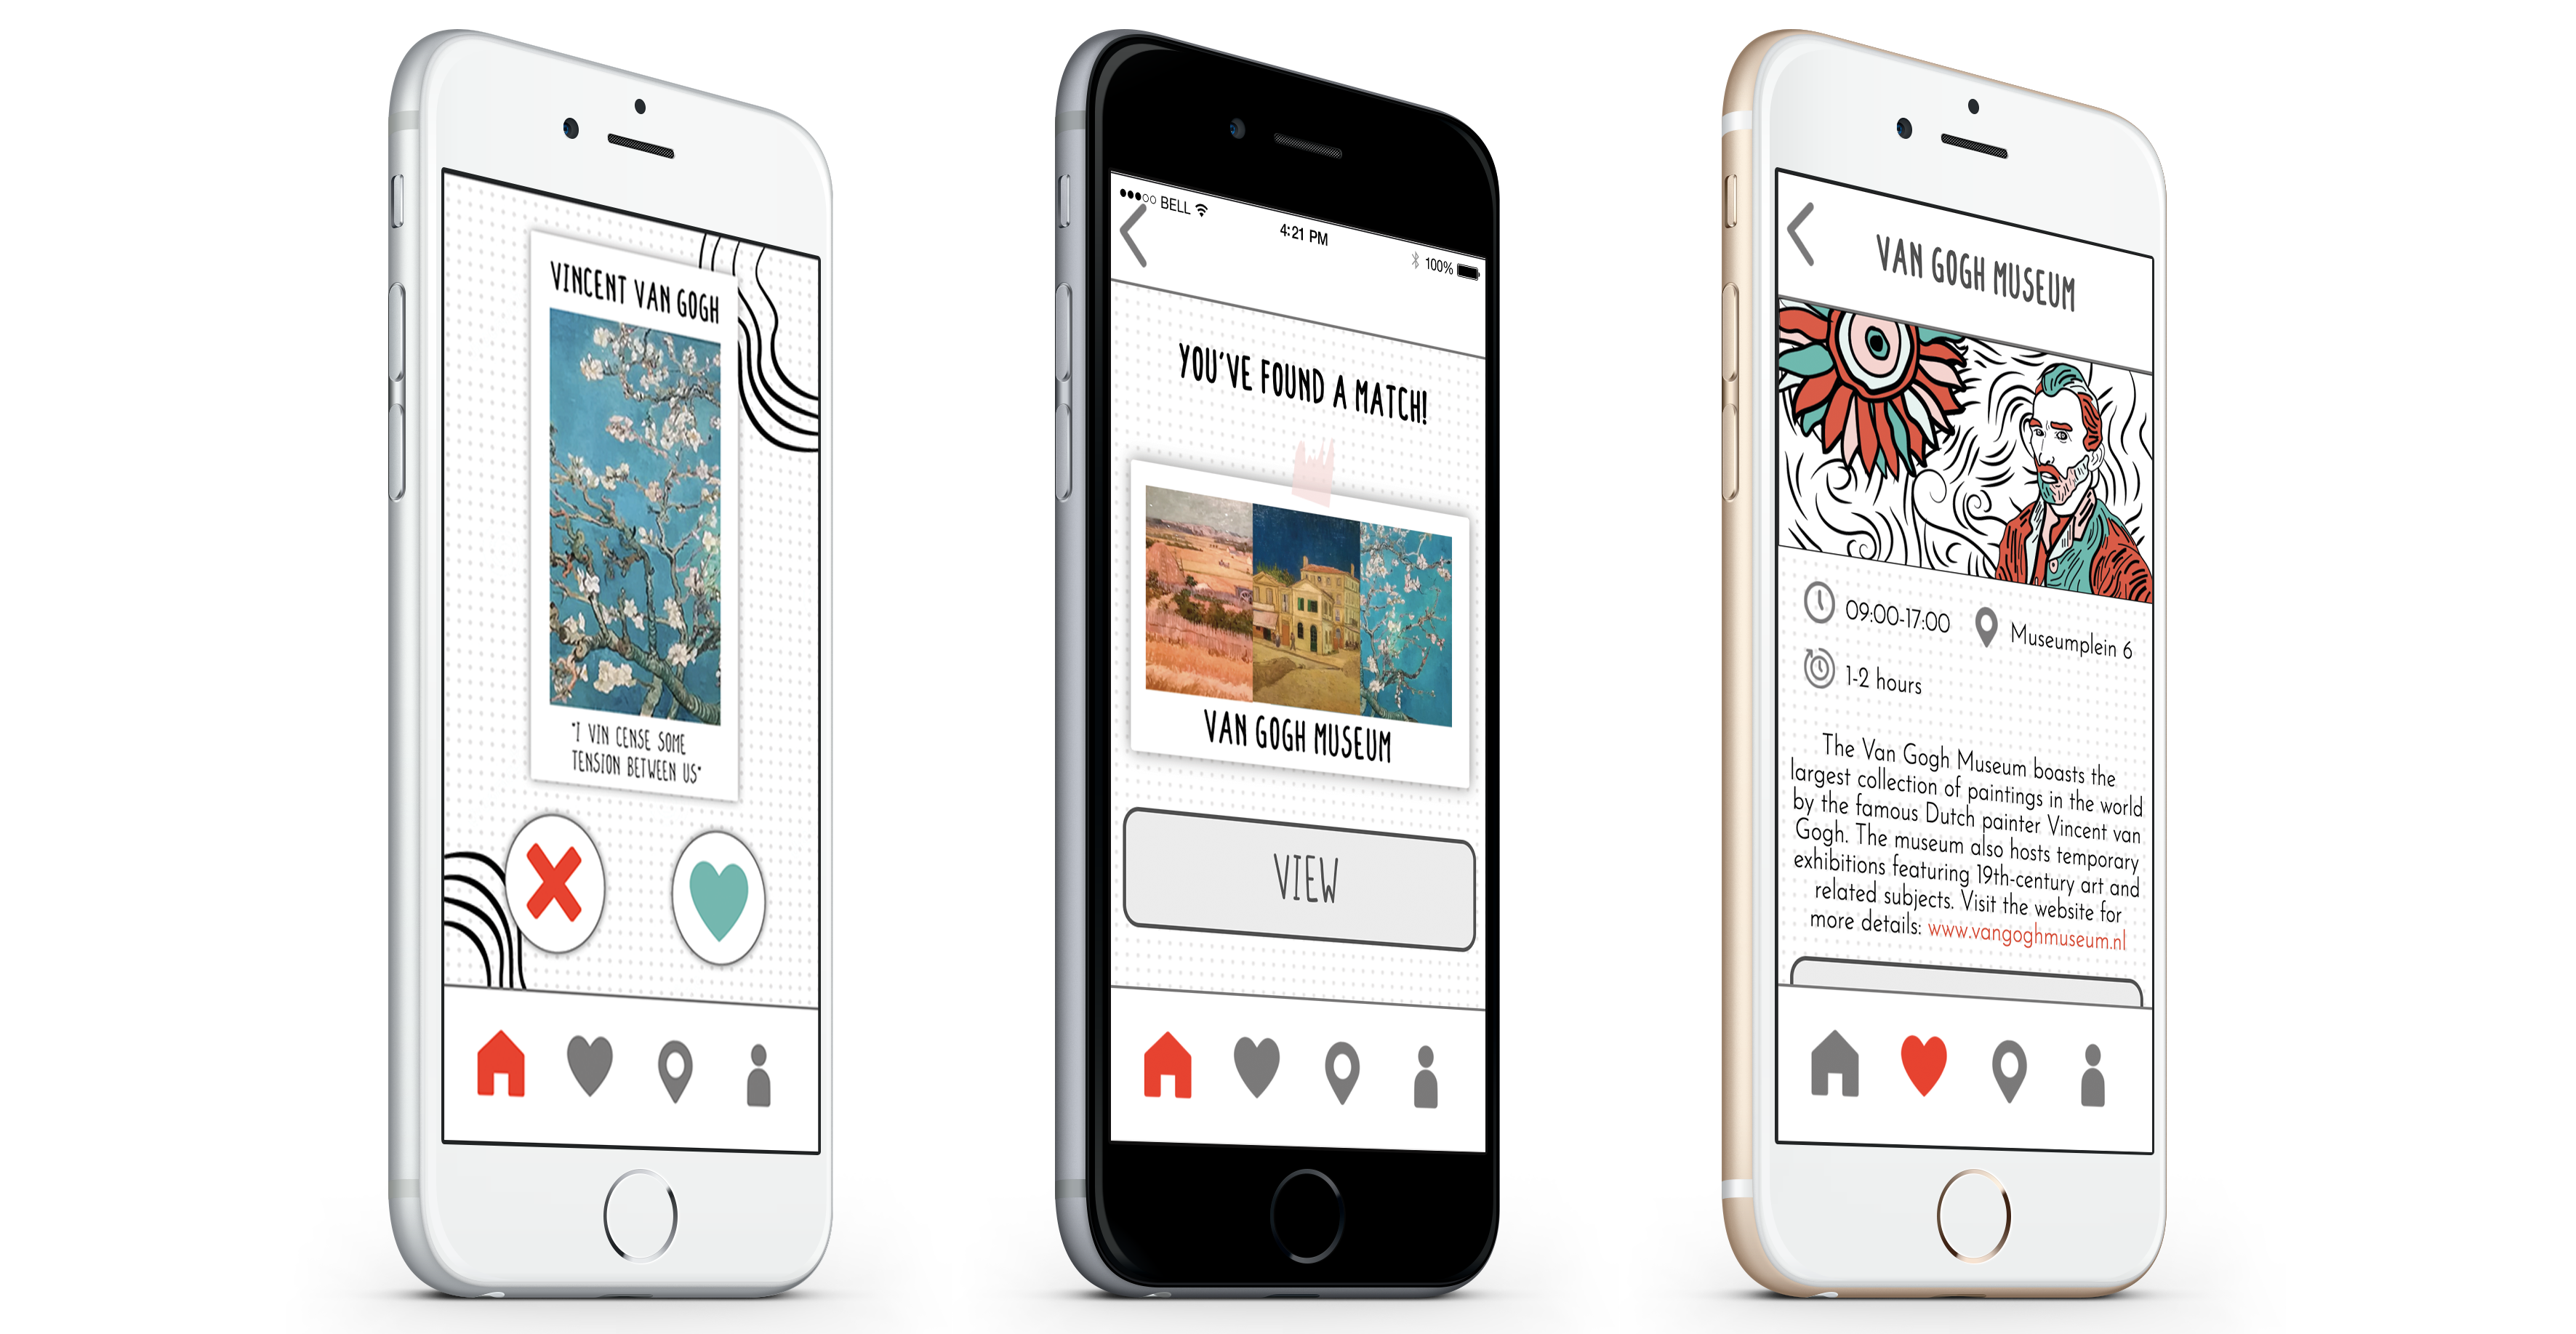 VINCENT VAN GOGH
"I VIN CENSE SOME
TENSION BETWEEN US"
BELL
4:21 PM
100%
YOU'VE FOUND A MATCH!
VAN GOGH MUSEUM
VIEW
VAN GOGH MUSEUM
09:00-17:00
Museumplein 6
1-2 hours
The Van Gogh Museum boasts the
largest collection of paintings in the world
by the famous Dutch painter Vincent van
Gogh. The museum also hosts temporary
exhibitions featuring 19th-century art and
related subjects. Visit the website for
more details: www.vangoghmuseum.nl